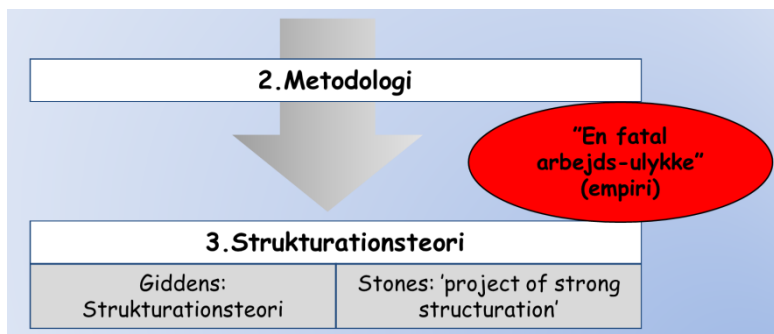 2.Metodologi
”En fatal
arbejds-ulykke”
(empiri)
3.Strukturationsteori
Giddens:
Strukturationsteori
Stones: ’project of strong
structuration’